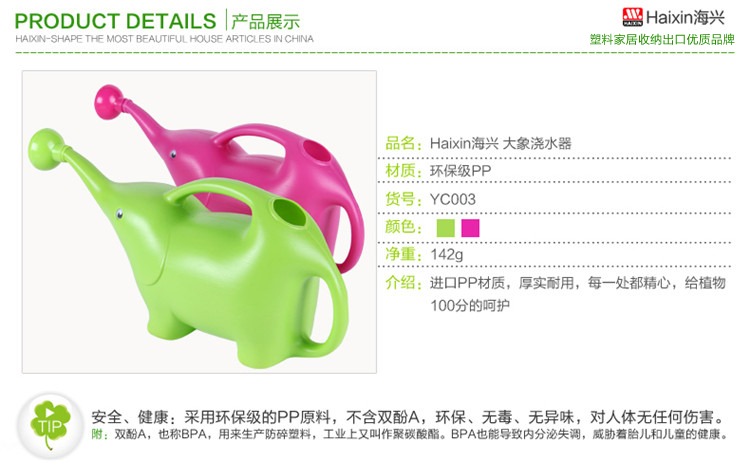 PRODUCT DETAILS 产品展示
HAIXIN-SHAPE THE MOST BEAUTIFUL HOUSE ARTICLES IN CHINA
HAIXIN Haixin海兴
塑料家居收纳出口优质品牌
品名：Haixin海兴 大象浇水器
材质：环保级PP
货号：YC003
颜色：
净重：142g
介绍：进口PP材质，厚实耐用，每一处都精心，给植物
100分的呵护
TIP
安全、健康：采用环保级的PP原料，不含双酚A，环保、无毒、无异味，对人体无任何伤害。
附：双酚A，也称BPA，用来生产防碎塑料，工业上又叫作聚碳酸酯。BPA也能导致内分泌失调，威胁着胎儿和儿童的健康。